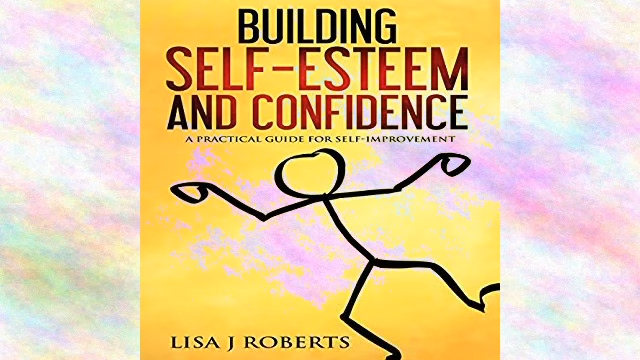 BUILDING
SELF-ESTEEM
AND CONFIDENCE
A PRACTICAL GUIDE FOR SELF-IMPROVEMENT
LISA J ROBERTS